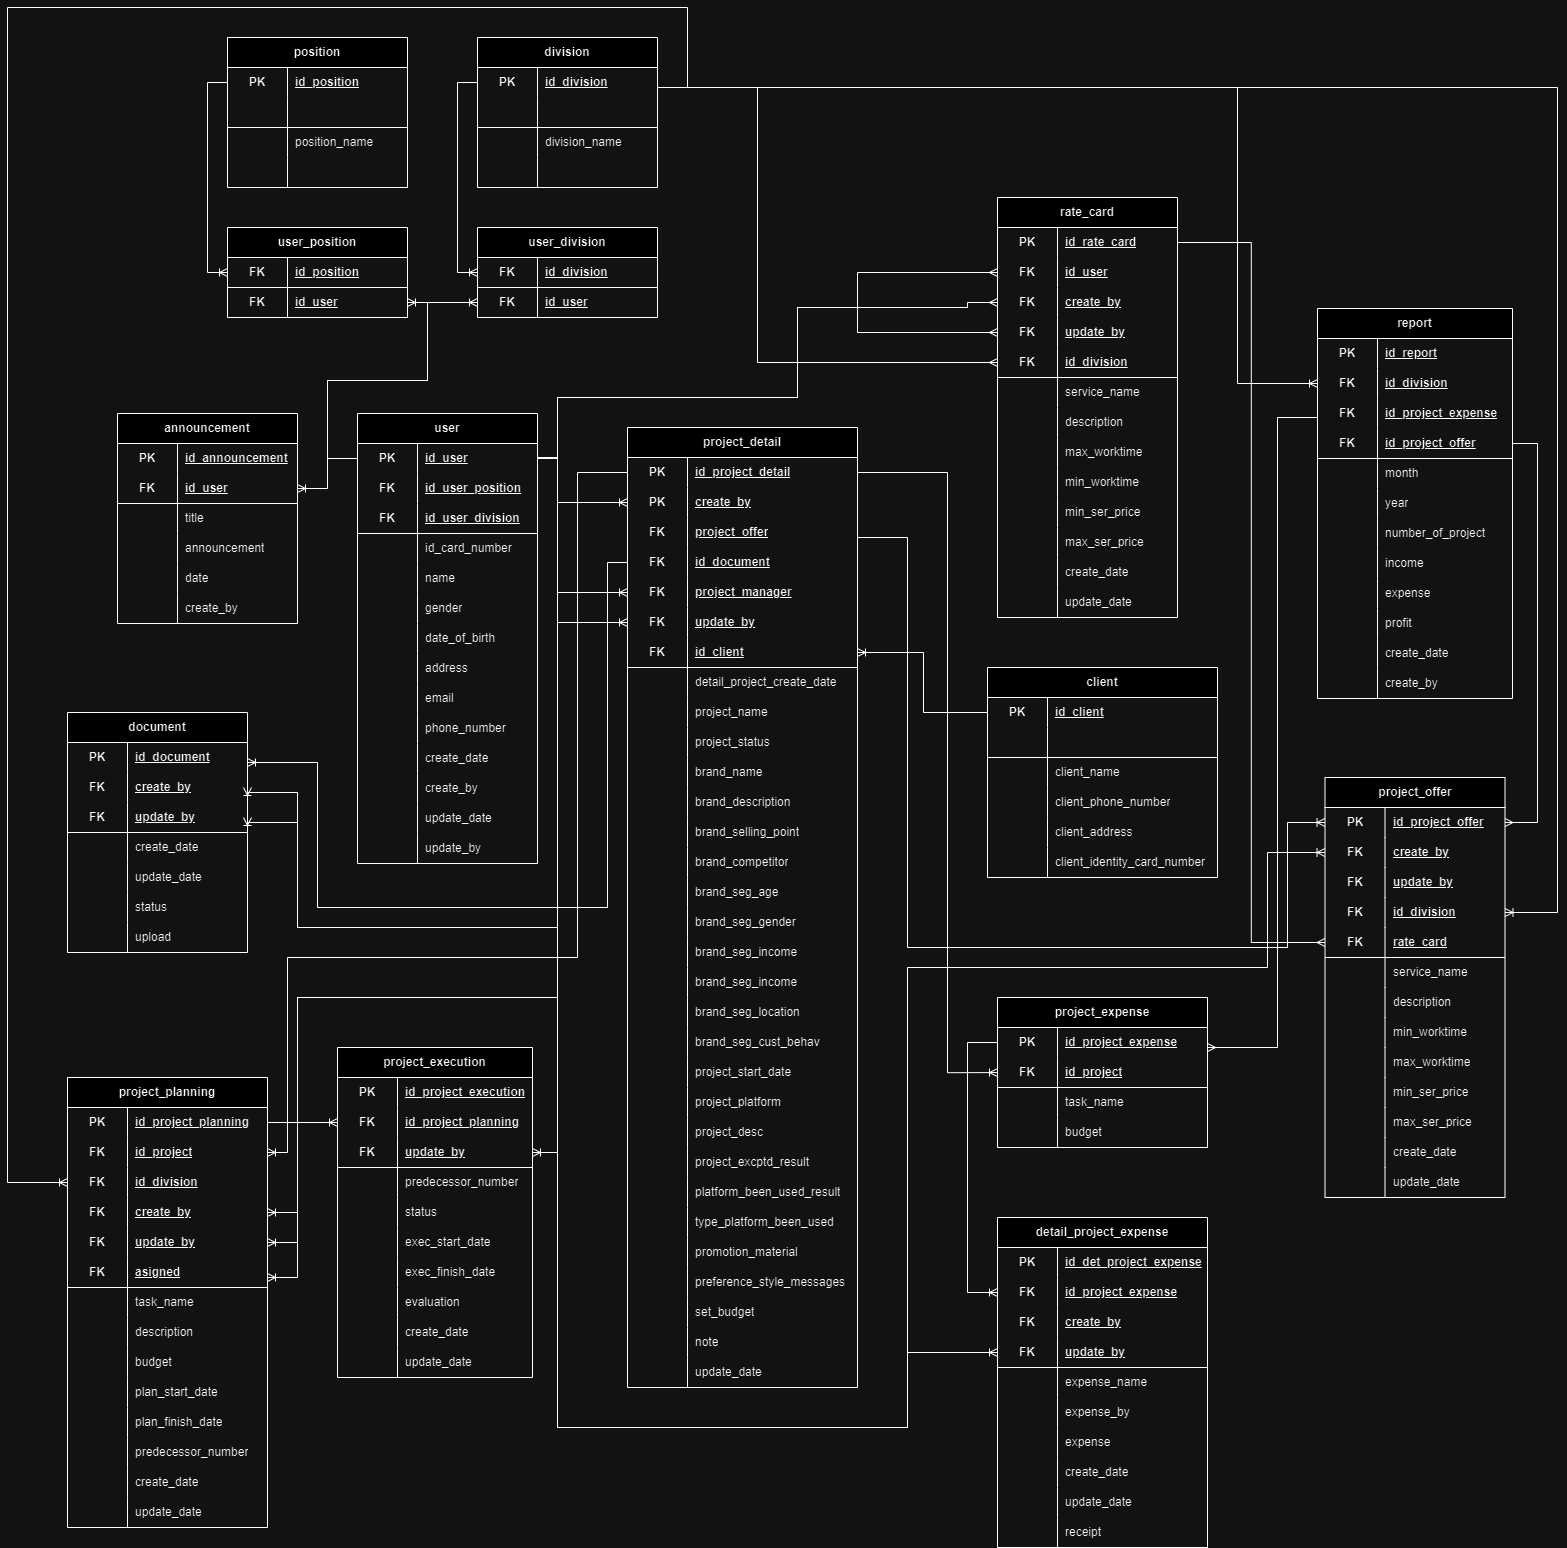 position
PK id_position
position_name
division
PK id_division
division_name
user_position
FK id_position
FK id_user
user_division
FK id_division
FK id_user
rate_card
PK id_rate_card
FK id_user
FK create_by
FK update_by
FK id_division
service_name
description
max_worktime
min_worktime
min_ser_price
max_ser_price
create_date
update_date
report
PK id_report
FK id_division
FK id_project_expense
FK id_project_offer
month
year
number_of_project
income
expense
profit
create_date
create_by
announcement
PK id_announcement
FK id_user
title
announcement
date
create_by
user
PK id_user
FK id_user_position
FK id_user_division
id_card_number
name
gender
date_of_birth
address
email
phone_number
create_date
create_by
update_date
update_by
project_detail
PK id_project_detail
PK create_by
FK project_offer
FK id_document
FK project_manager
FK update_by
FK id_client
detail_project_create_date
project_name
project_status
brand_name
brand_description
brand_selling_point
brand_competitor
brand_seg_age
brand_seg_gender
brand_seg_income
brand_seg_income
brand_seg_location
brand_seg_cust_behav
project_start_date
project_platform
project_desc
project_excptd_result
platform_been_used_result
type_platform_been_used
promotion_material
preference_style_messages
set_budget
note
update_date
client
PK id_client
client_name
client_phone_number
client_address
client_identity_card_number
document
PK id_document
FK create_by
FK update_by
create_date
update_date
status
upload
project_offer
PK id_project_offer
FK create_by
FK update_by
FK id_division
FK rate_card
service_name
description
min_worktime
max_worktime
min_ser_price
max_ser_price
create_date
update_date
project_expense
PK id_project_expense
FK id_project
task_name
budget
project_execution
PK id_project_execution
FK id_project_planning
FK update_by
predecessor_number
status
exec_start_date
exec_finish_date
evaluation
create_date
update_date
project_planning
PK id_project_planning
FK id_project
FK id_division
FK create_by
FK update_by
FK asigned
task_name
description
budget
plan_start_date
plan_finish_date
predecessor_number
create_date
update_date
detail_project_expense
PK id_det_project_expense
FK id_project_expense
FK create_by
FK update_by
expense_name
expense_by
expense
create_date
update_date
receipt